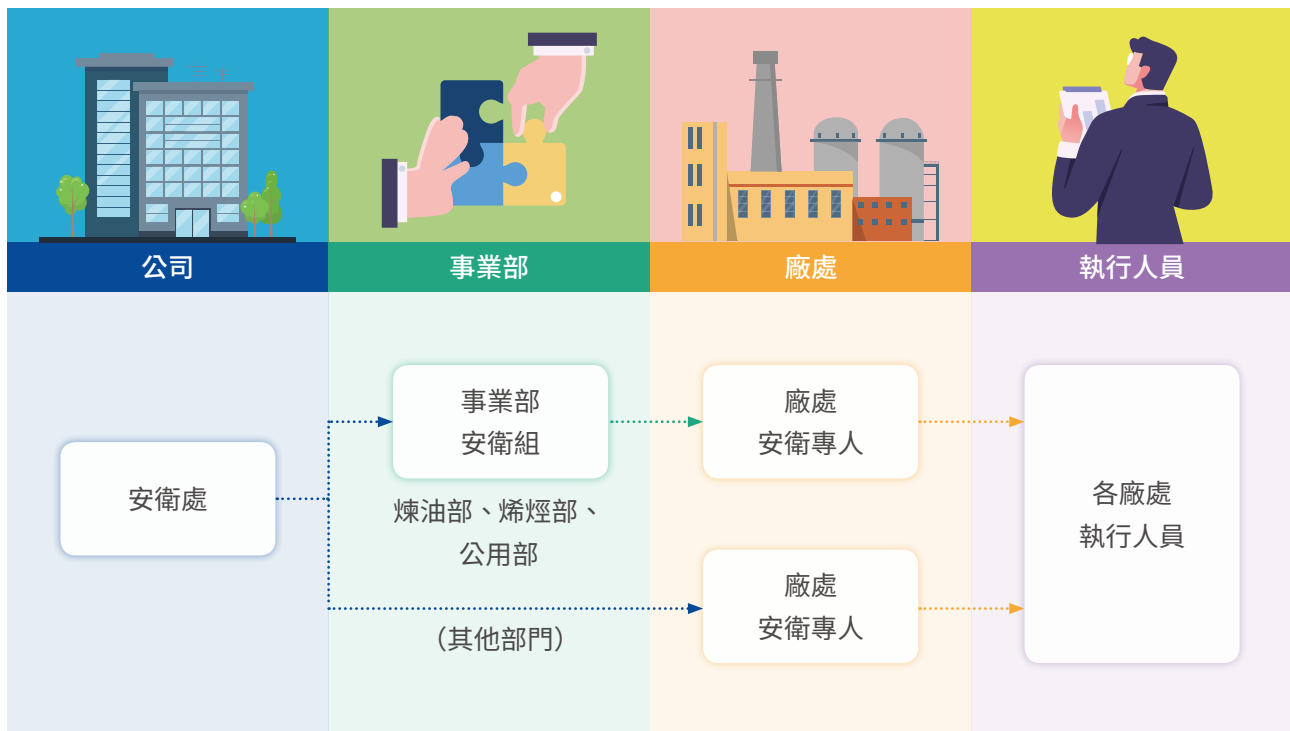 公司
事業部
廠處
執行人員
安衛處
事業部
安衛組
煉油部、烯烴部、
公用部
（其他部門）
廠處
安衛專人
廠處
安衛專人
各廠處
執行人員